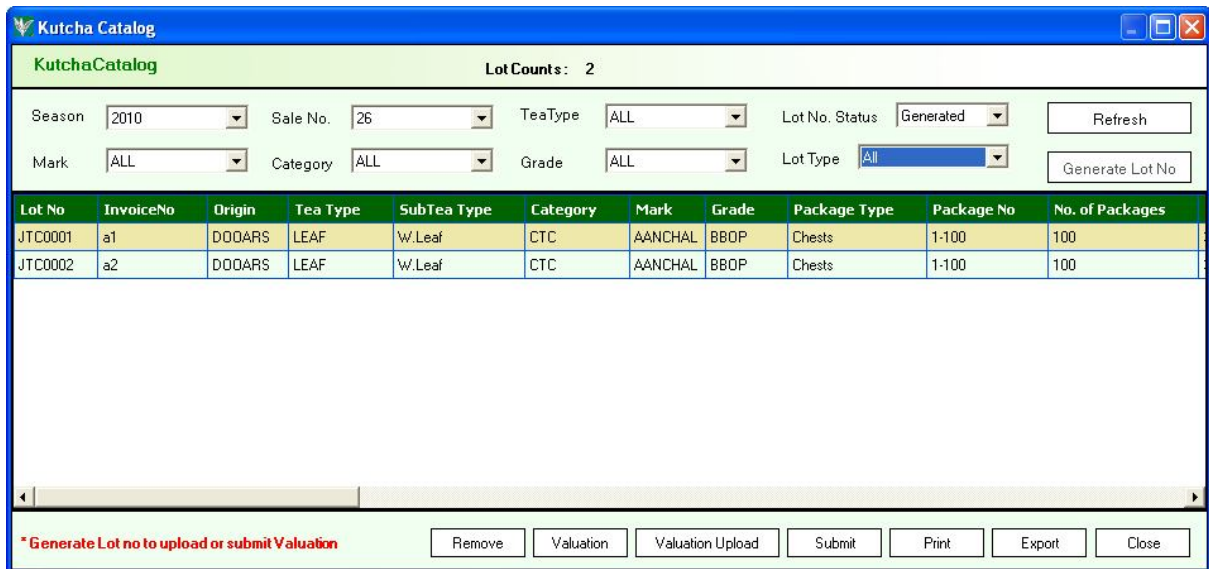 Kutcha Catalog
KutchaCatalog Lot Counts : 2
Season 2010 Sale No. 26 TeaType ALL Lot No. Status Generated Refresh
Mark ALL Category ALL Grade ALL Lot Type All Generate Lot No
Lot No InvoiceNo Origin Tea Type SubTea Type Category Mark Grade Package Type Package No No. of Packages
JTC0001 a1 DOOARS LEAF W.Leaf CTC AANCHAL BBOP Chests 1-100 100
JTC0002 a2 DOOARS LEAF W.Leaf CTC AANCHAL BBOP Chests 1-100 100
* Generate Lot no to upload or submit Valuation Remove Valuation Valuation Upload Submit Print Export Close